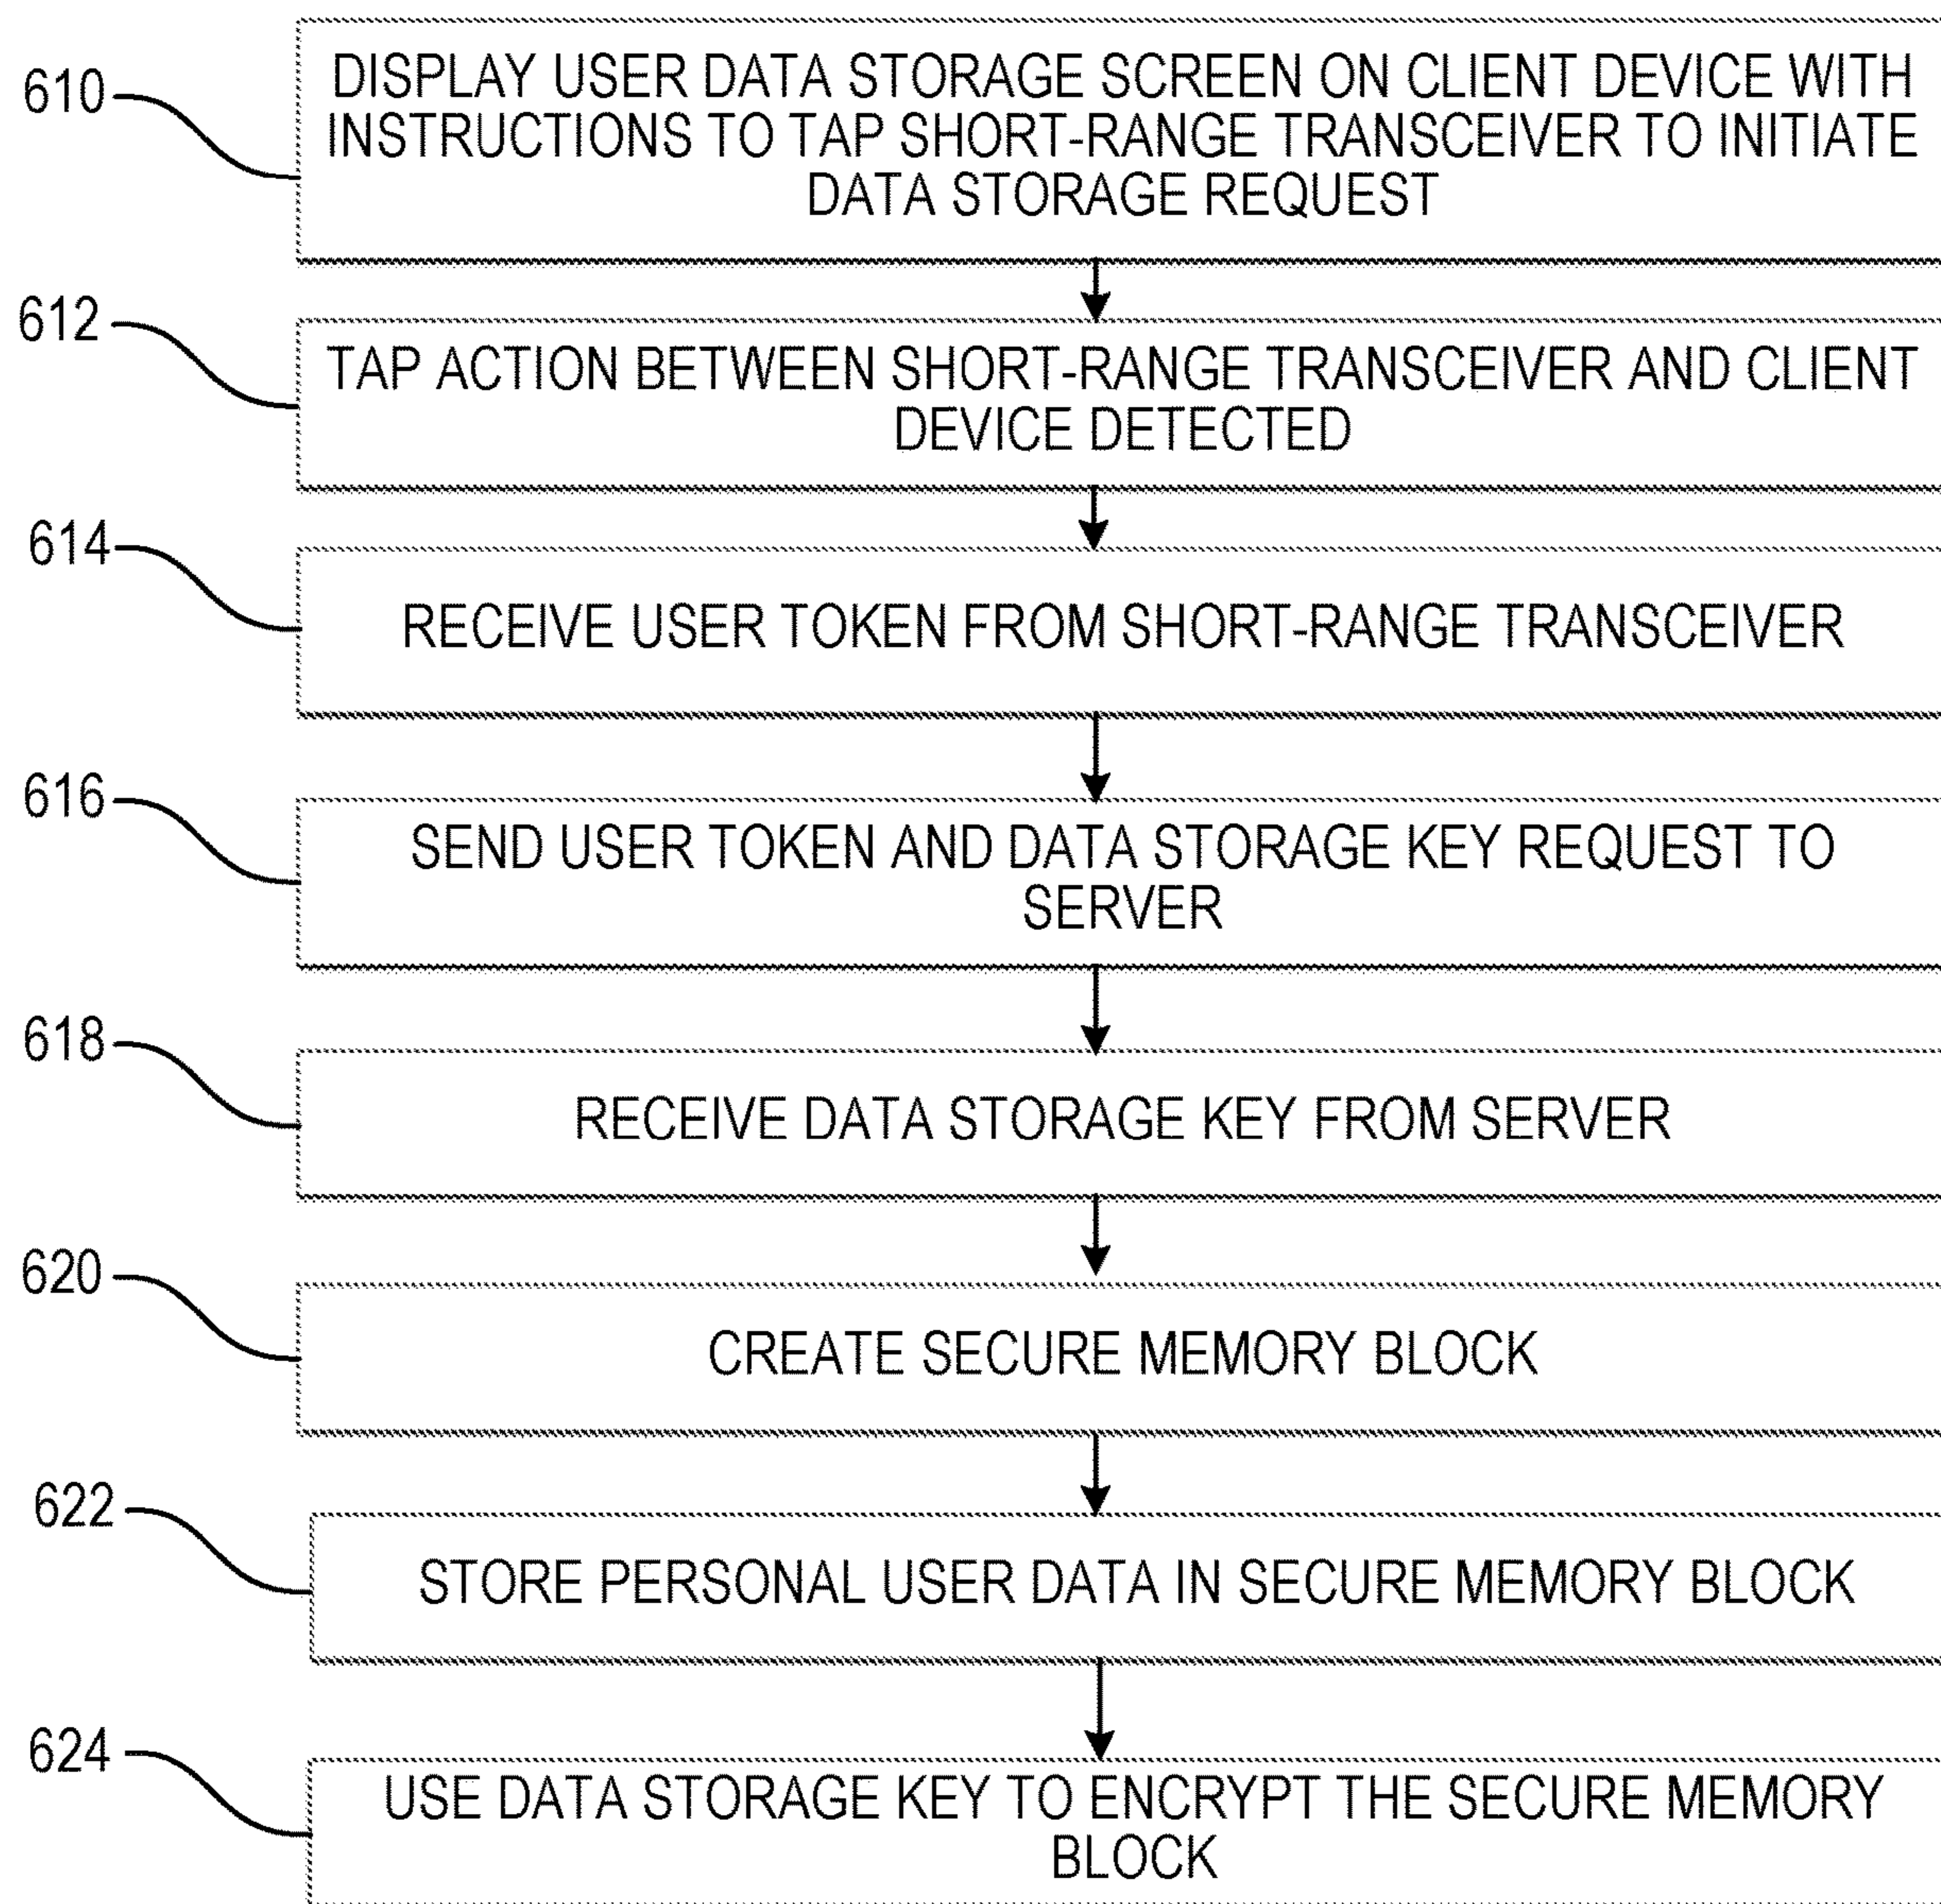 610
DISPLAY USER DATA STORAGE SCREEN ON CLIENT DEVICE WITH
INSTRUCTIONS TO TAP SHORT-RANGE TRANSCEIVER TO INITIATE
DATA STORAGE REQUEST
612
TAP ACTION BETWEEN SHORT-RANGE TRANSCEIVER AND CLIENT
DEVICE DETECTED
614
RECEIVE USER TOKEN FROM SHORT-RANGE TRANSCEIVER
616
SEND USER TOKEN AND DATA STORAGE KEY REQUEST TO
SERVER
618
RECEIVE DATA STORAGE KEY FROM SERVER
620
CREATE SECURE MEMORY BLOCK
622
STORE PERSONAL USER DATA IN SECURE MEMORY BLOCK
624
USE DATA STORAGE KEY TO ENCRYPT THE SECURE MEMORY
BLOCK